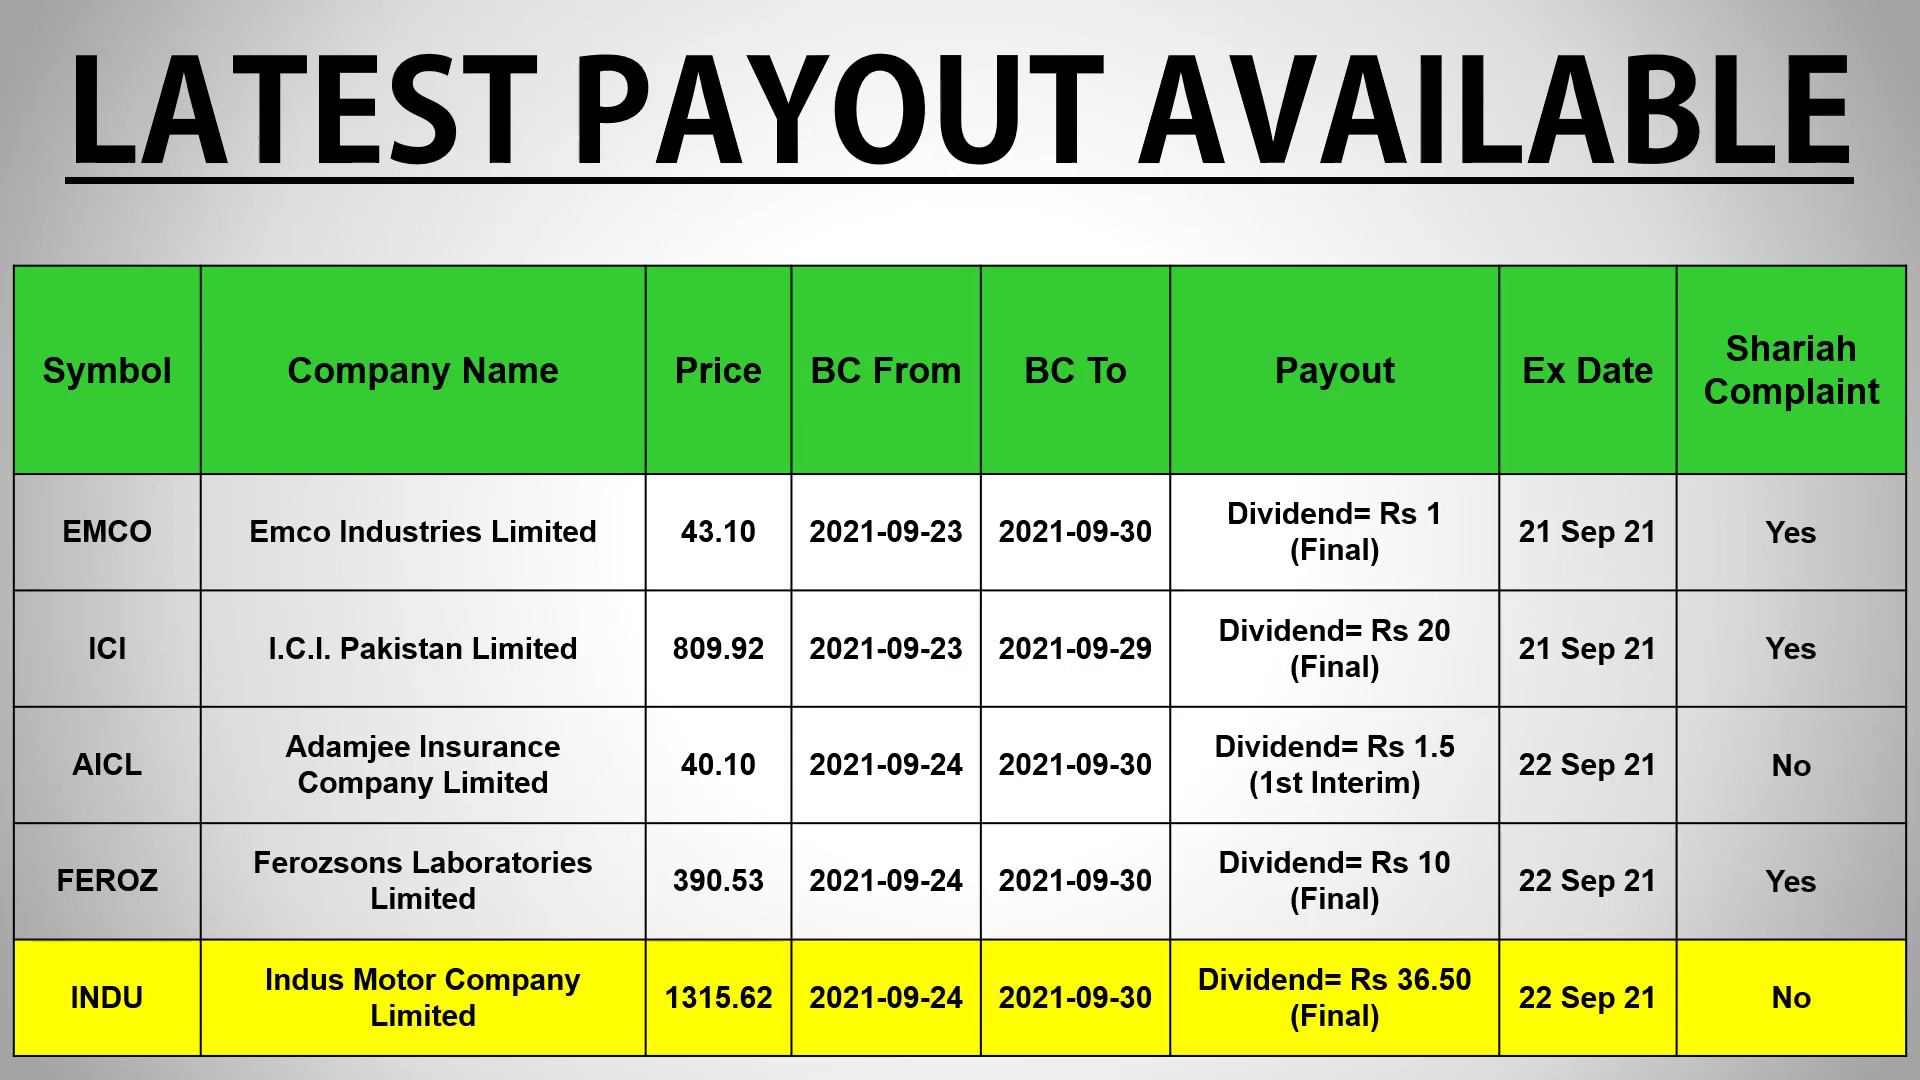 LATEST PAYOUT AVAILABLE
Symbol Company Name Price BC From BC To Payout Ex Date Shariah Complaint
EMCO Emco Industries Limited 43.10 2021-09-23 2021-09-30 Dividend= Rs 1 (Final) 21 Sep 21 Yes
ICI I.C.I. Pakistan Limited 809.92 2021-09-23 2021-09-29 Dividend= Rs 20 (Final) 21 Sep 21 Yes
AICL Adamjee Insurance Company Limited 40.10 2021-09-24 2021-09-30 Dividend= Rs 1.5 (1st Interim) 22 Sep 21 No
FEROZ Ferozsons Laboratories Limited 390.53 2021-09-24 2021-09-30 Dividend= Rs 10 (Final) 22 Sep 21 Yes
INDU Indus Motor Company Limited 1315.62 2021-09-24 2021-09-30 Dividend= Rs 36.50 (Final) 22 Sep 21 No